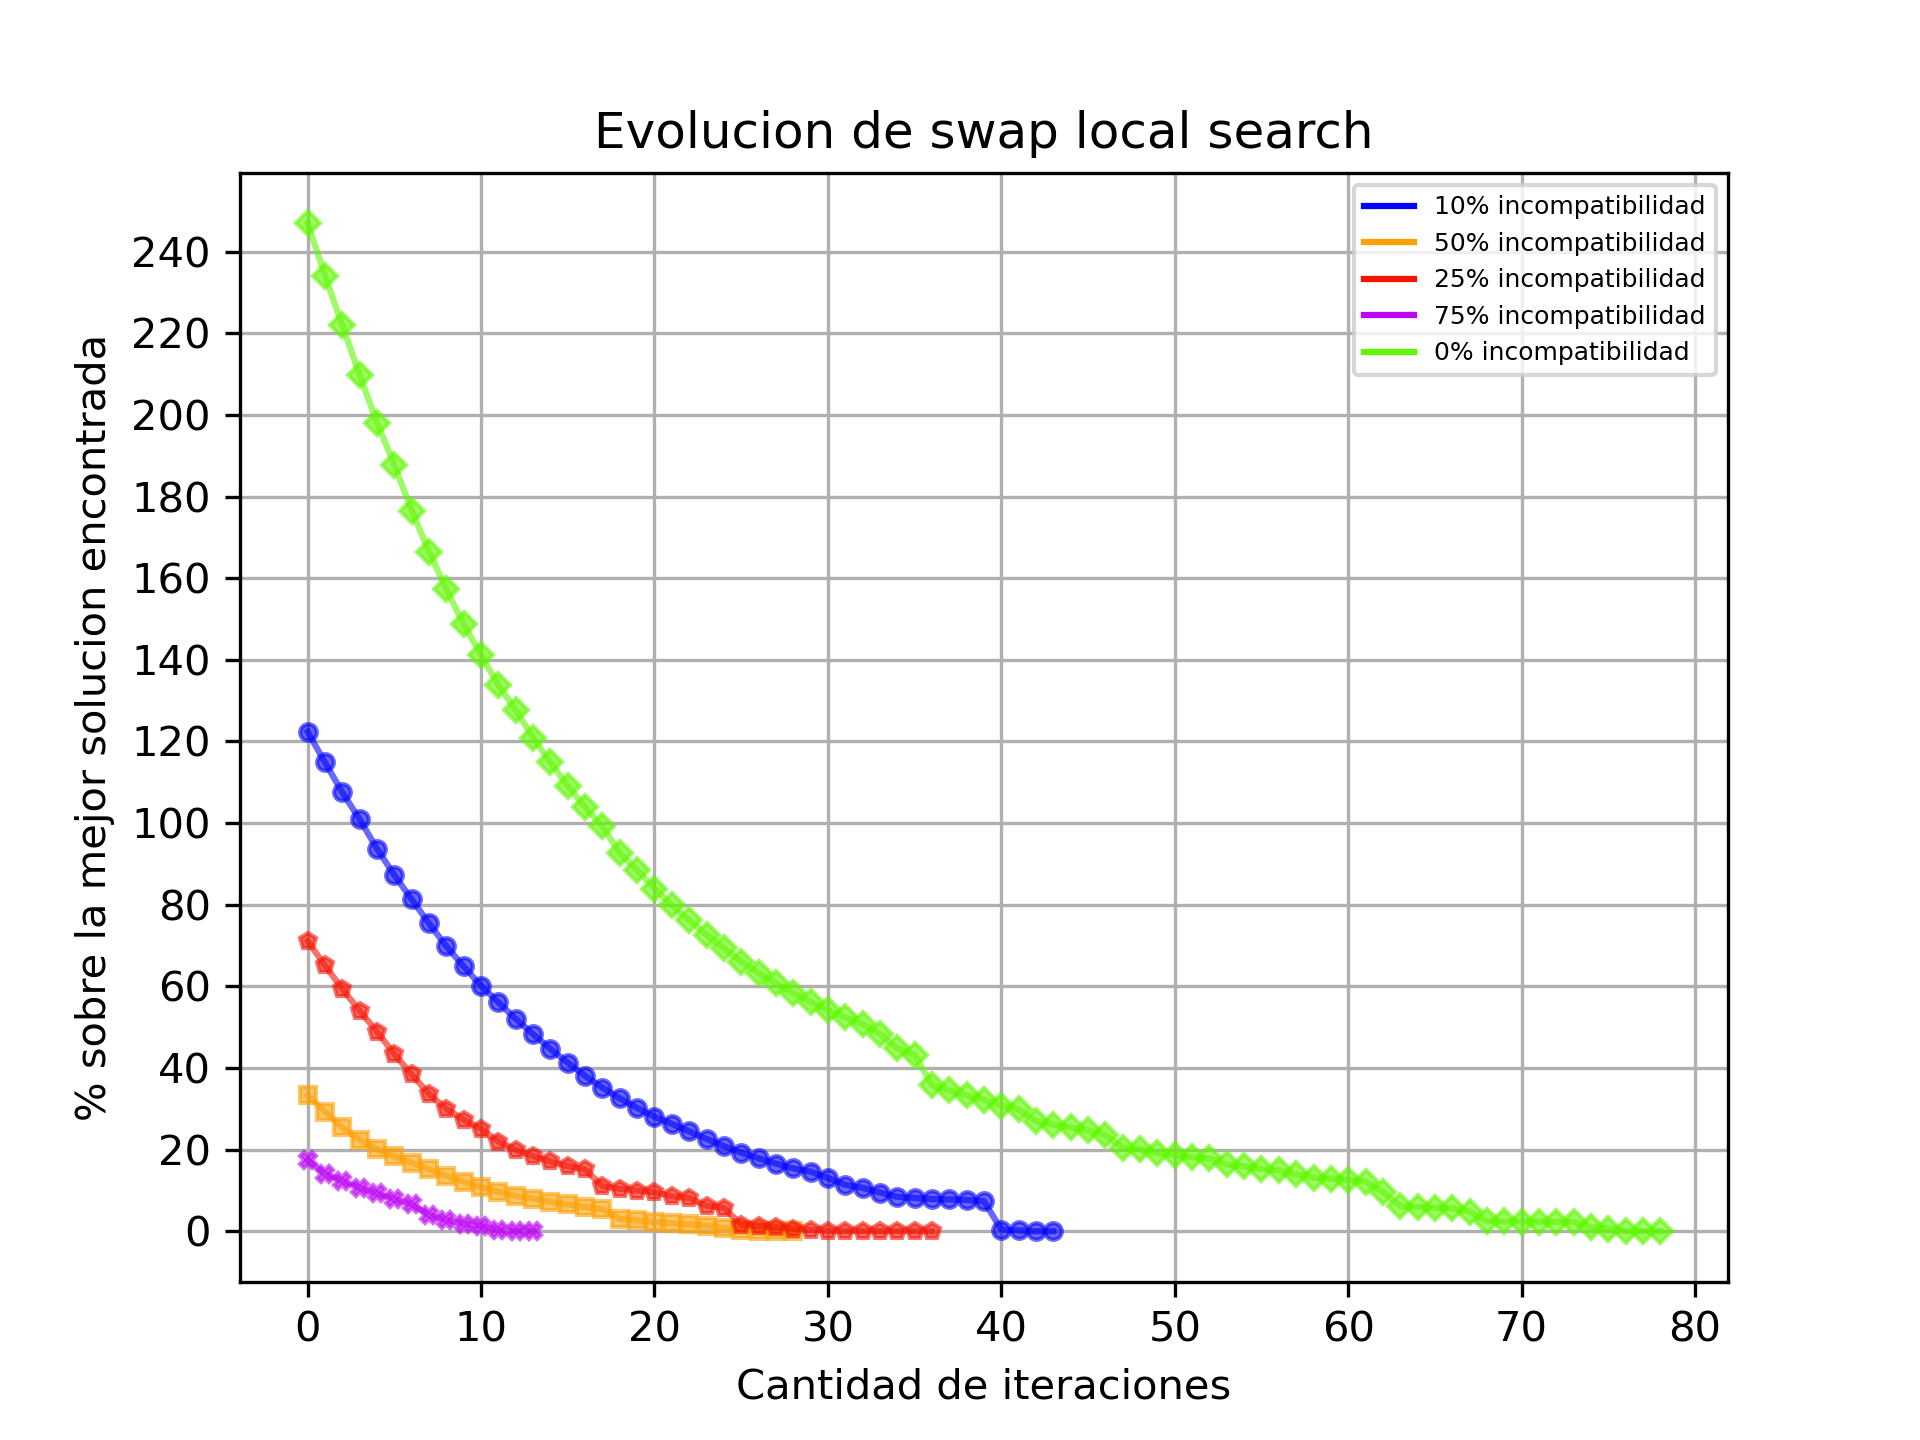 Evolucion de swap local search
10% incompatibilidad
50% incompatibilidad
25% incompatibilidad
75% incompatibilidad
0% incompatibilidad
% sobre la mejor solucion encontrada
240
220
200
180
160
140
120
100
80
60
40
20
0
0 10 20 30 40 50 60 70 80
Cantidad de iteraciones